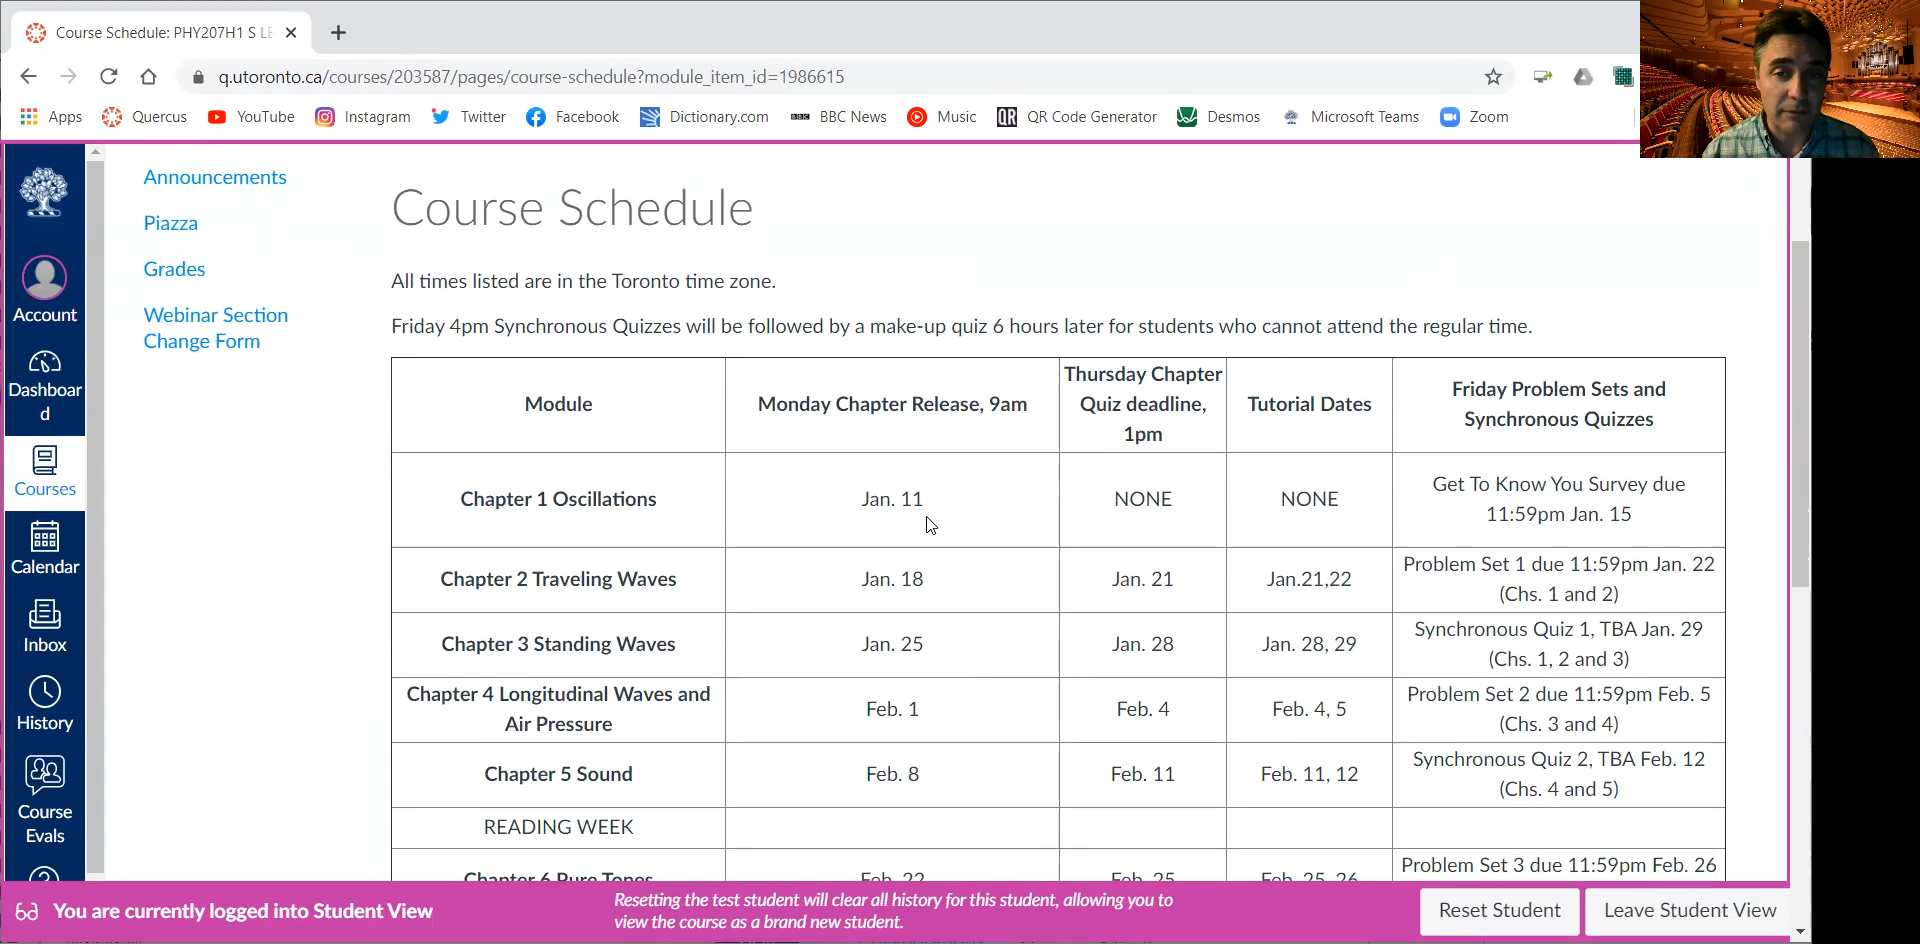 Course Schedule: PHY207H1 S LE
q.utoronto.ca/courses/203587/pages/course-schedule?module_item_id=1986615
Apps Quercus YouTube Instagram Twitter Facebook Dictionary.com BBC News Music QR Code Generator Desmos Microsoft Teams Zoom
Account
Dashboar
d
Courses
Calendar
Inbox
History
Course
Evals
Announcements
Piazza
Grades
Webinar Section
Change Form
Course Schedule
All times listed are in the Toronto time zone.
Friday 4pm Synchronous Quizzes will be followed by a make-up quiz 6 hours later for students who cannot attend the regular time.
Module
Monday Chapter Release, 9am
Thursday Chapter
Quiz deadline,
1pm
Tutorial Dates
Friday Problem Sets and
Synchronous Quizzes
Chapter 1 Oscillations
Jan. 11
NONE
NONE
Get To Know You Survey due
11:59pm Jan. 15
Chapter 2 Traveling Waves
Jan. 18
Jan. 21
Jan.21,22
Problem Set 1 due 11:59pm Jan. 22
(Chs. 1 and 2)
Chapter 3 Standing Waves
Jan. 25
Jan. 28
Jan. 28, 29
Synchronous Quiz 1, TBA Jan. 29
(Chs. 1, 2 and 3)
Chapter 4 Longitudinal Waves and
Air Pressure
Feb. 1
Feb. 4
Feb. 4, 5
Problem Set 2 due 11:59pm Feb. 5
(Chs. 3 and 4)
Chapter 5 Sound
Feb. 8
Feb. 11
Feb. 11, 12
Synchronous Quiz 2, TBA Feb. 12
(Chs. 4 and 5)
READING WEEK
Chapter 6 Pure Tones
Feb. 22
Feb. 25
Feb. 25, 26
Problem Set 3 due 11:59pm Feb. 26
You are currently logged into Student View
Resetting the test student will clear all history for this student, allowing you to
view the course as a brand new student.
Reset Student
Leave Student View